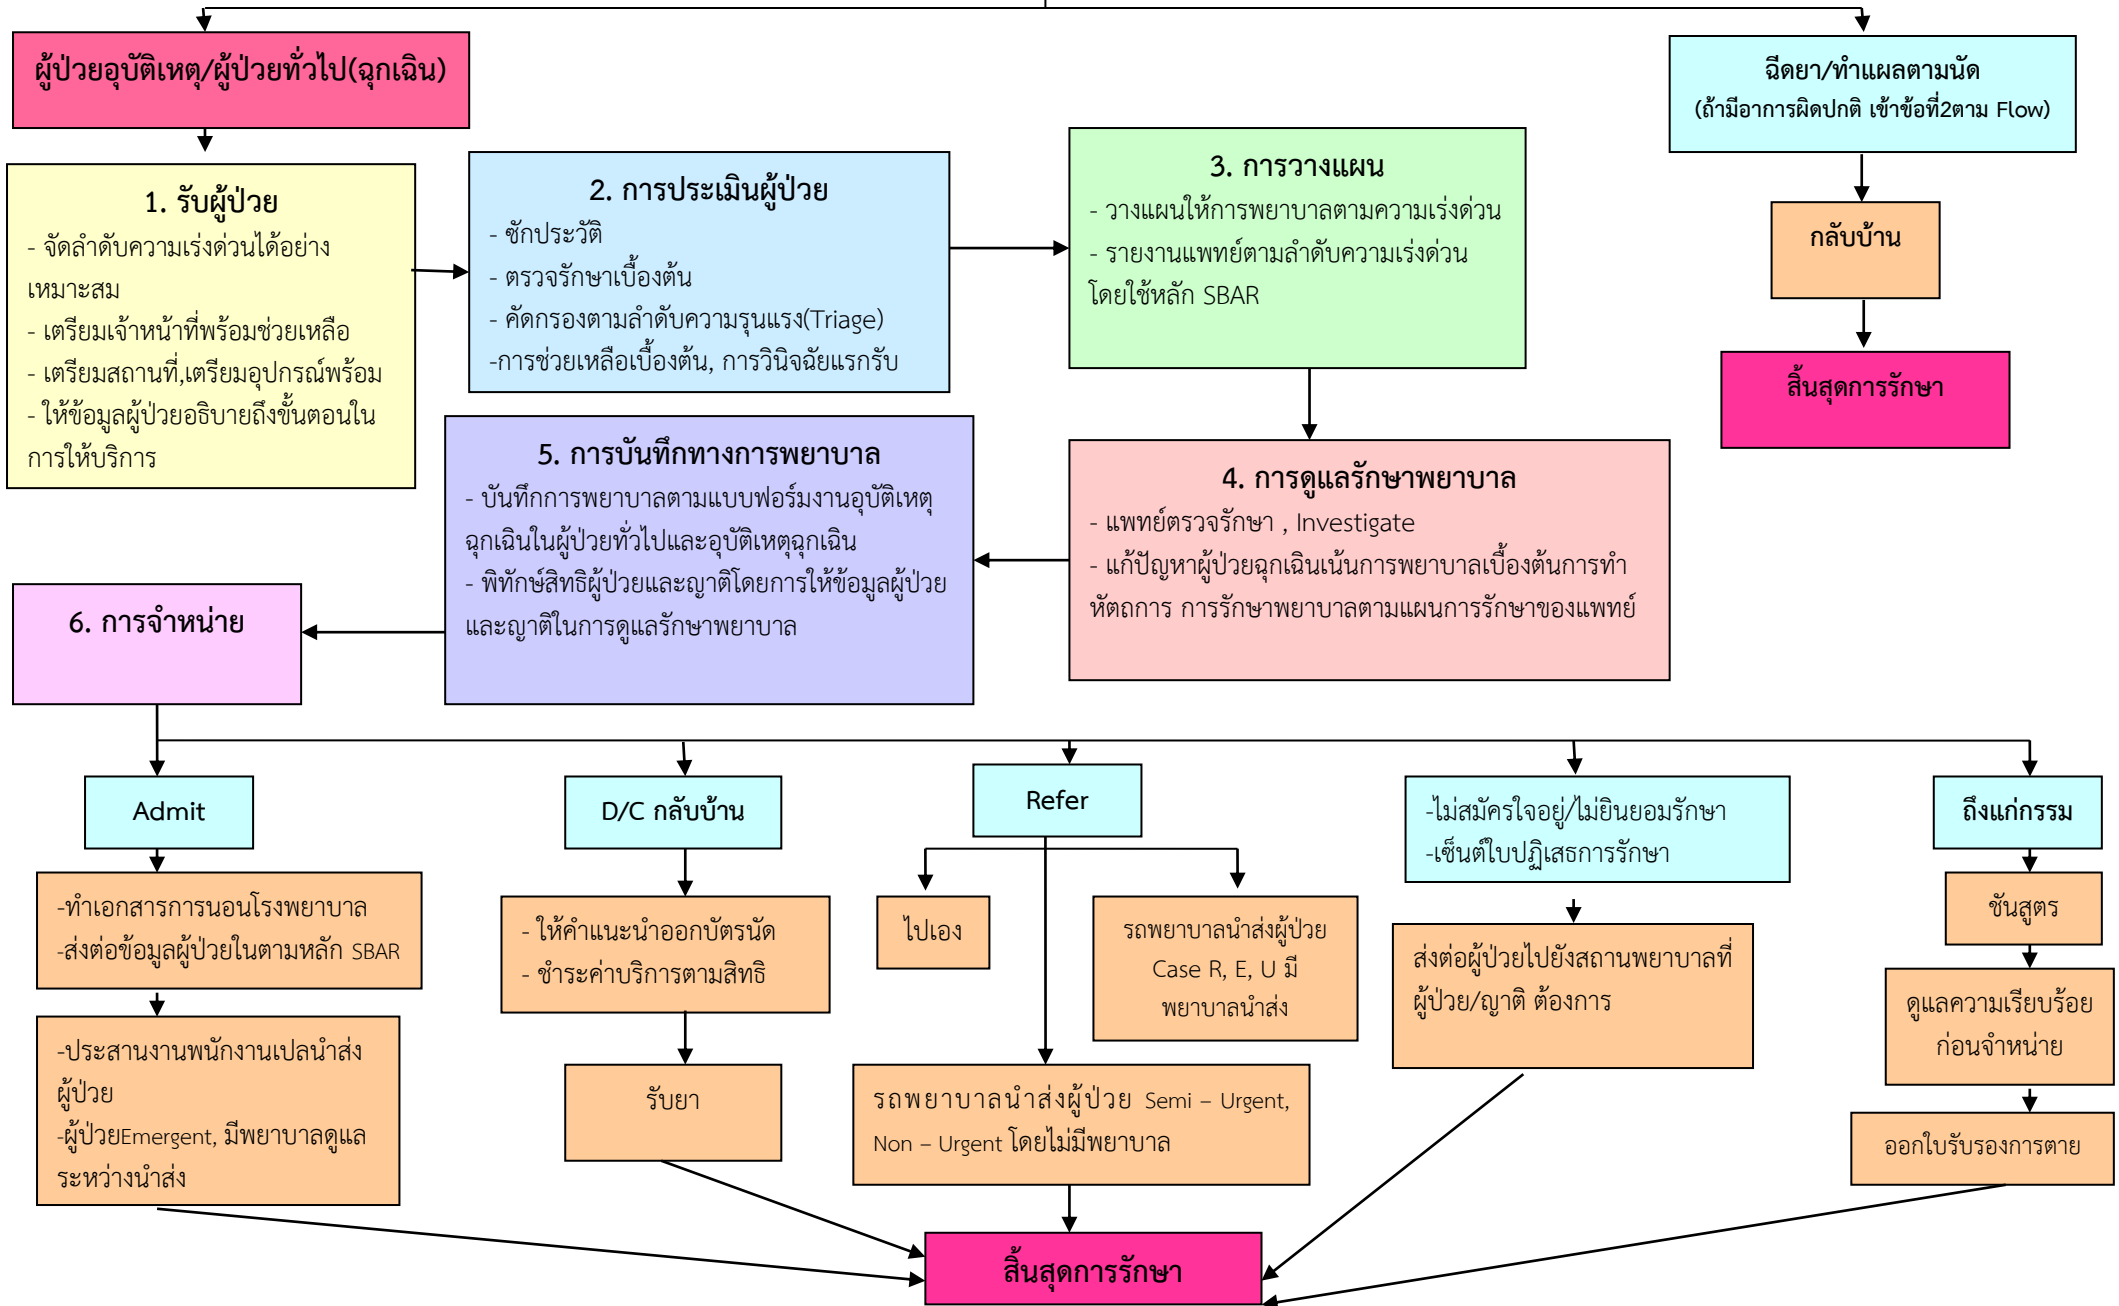 ผู้ป่วยอุบัติเหตุ/ผู้ป่วยทั่วไป(ฉุกเฉิน)
ฉีดยา/ทำแผลตามนัด
(ถ้ามีอาการผิดปกติ เข้าข้อที่2ตาม Flow)
กลับบ้าน
สิ้นสุดการรักษา
1. รับผู้ป่วย
- จัดลำดับความเร่งด่วนได้อย่าง
เหมาะสม
- เตรียมเจ้าหน้าที่พร้อมช่วยเหลือ
- เตรียมสถานที่,เตรียมอุปกรณ์พร้อม
- ให้ข้อมูลผู้ป่วยอธิบายถึงขั้นตอนใน
การให้บริการ
2. การประเมินผู้ป่วย
- ซักประวัติ
- ตรวจรักษาเบื้องต้น
- คัดกรองตามลำดับความรุนแรง(Triage)
-การช่วยเหลือเบื้องต้น, การวินิจฉัยแรกรับ
3. การวางแผน
- วางแผนให้การพยาบาลตามความเร่งด่วน
- รายงานแพทย์ตามลำดับความเร่งด่วน
โดยใช้หลัก SBAR
4. การดูแลรักษาพยาบาล
- แพทย์ตรวจรักษา , Investigate
- แก้ปัญหาผู้ป่วยฉุกเฉินเน้นการพยาบาลเบื้องต้นการทำ
หัตถการ การรักษาพยาบาลตามแผนการรักษาของแพทย์
5. การบันทึกทางการพยาบาล
- บันทึกการพยาบาลตามแบบฟอร์มงานอุบัติเหตุ
ฉุกเฉินในผู้ป่วยทั่วไปและอุบัติเหตุฉุกเฉิน
- พิทักษ์สิทธิผู้ป่วยและญาติโดยการให้ข้อมูลผู้ป่วย
และญาติในการดูแลรักษาพยาบาล
6. การจำหน่าย
Admit
-ทำเอกสารการนอนโรงพยาบาล
-ส่งต่อข้อมูลผู้ป่วยในตามหลัก SBAR
-ประสานงานพนักงานเปลนำส่ง
ผู้ป่วย
-ผู้ป่วยEmergent, มีพยาบาลดูแล
ระหว่างนำส่ง
D/C กลับบ้าน
- ให้คำแนะนำออกบัตรนัด
- ชำระค่าบริการตามสิทธิ
รับยา
Refer
ไปเอง
รถพยาบาลนำส่งผู้ป่วย
Case R, E, U มี
พยาบาลนำส่ง
รถพยาบาลนำส่งผู้ป่วย Semi – Urgent,
Non – Urgent โดยไม่มีพยาบาล
-ไม่สมัครใจอยู่/ไม่ยินยอมรักษา
-เซ็นต์ใบปฏิเสธการรักษา
ส่งต่อผู้ป่วยไปยังสถานพยาบาลที่
ผู้ป่วย/ญาติ ต้องการ
ถึงแก่กรรม
ชันสูตร
ดูแลความเรียบร้อย
ก่อนจำหน่าย
ออกใบรับรองการตาย
สิ้นสุดการรักษา